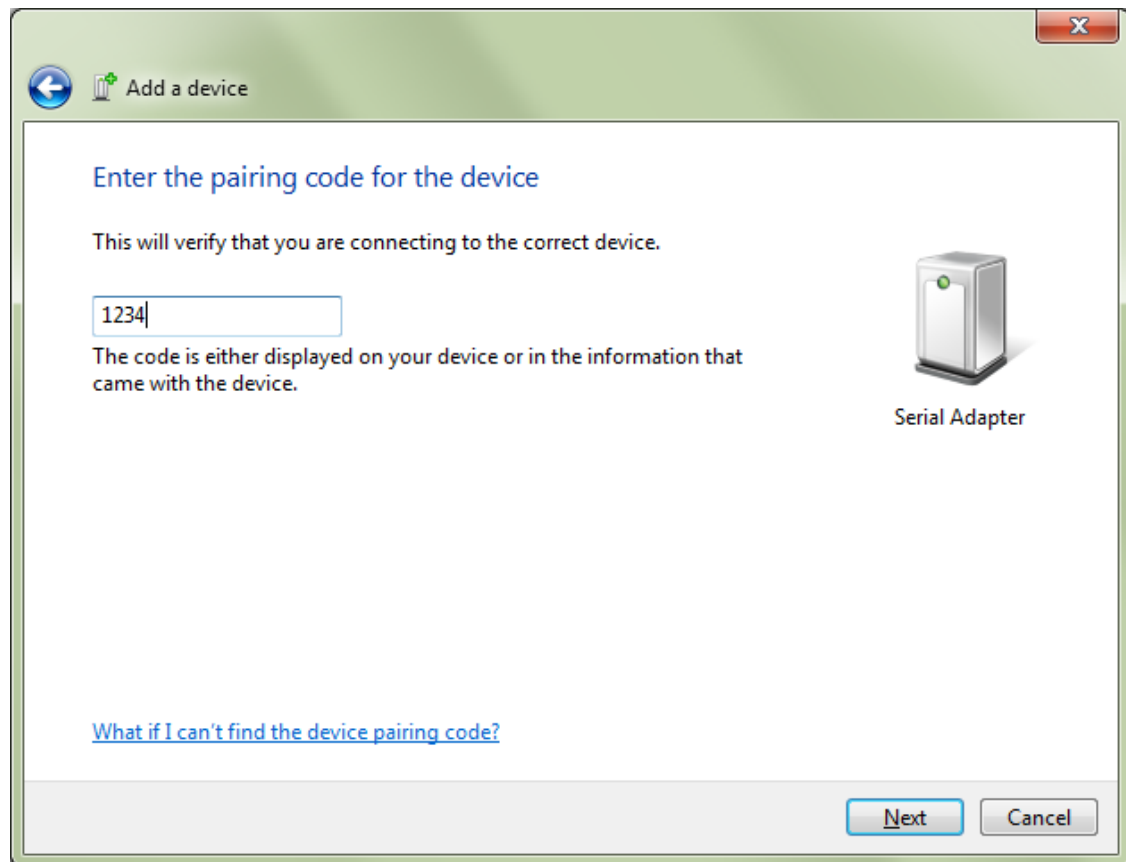 x
Add a device
Enter the pairing code for the device
This will verify that you are connecting to the correct device.
1234
The code is either displayed on your device or in the information that
came with the device.
Serial Adapter
What if I can't find the device pairing code?
Next Cancel